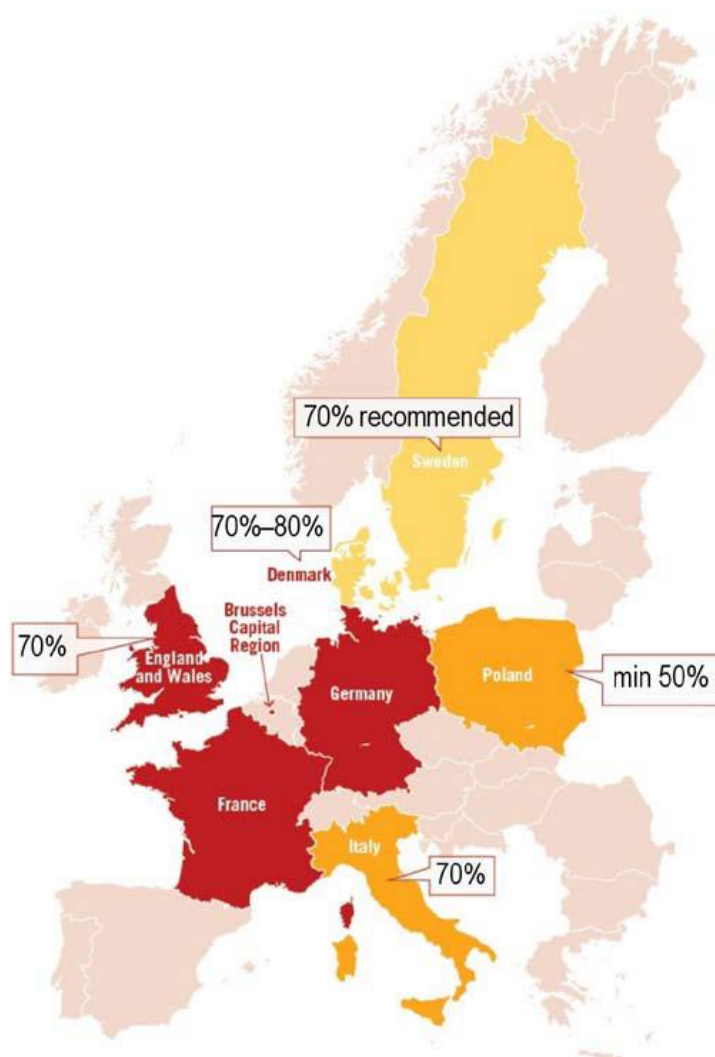 70% recommended
Sweden
70%–80%
Denmark
Brussels
Capital
Region
70%
England
and Wales
Germany
Poland
min 50%
France
Italy
70%